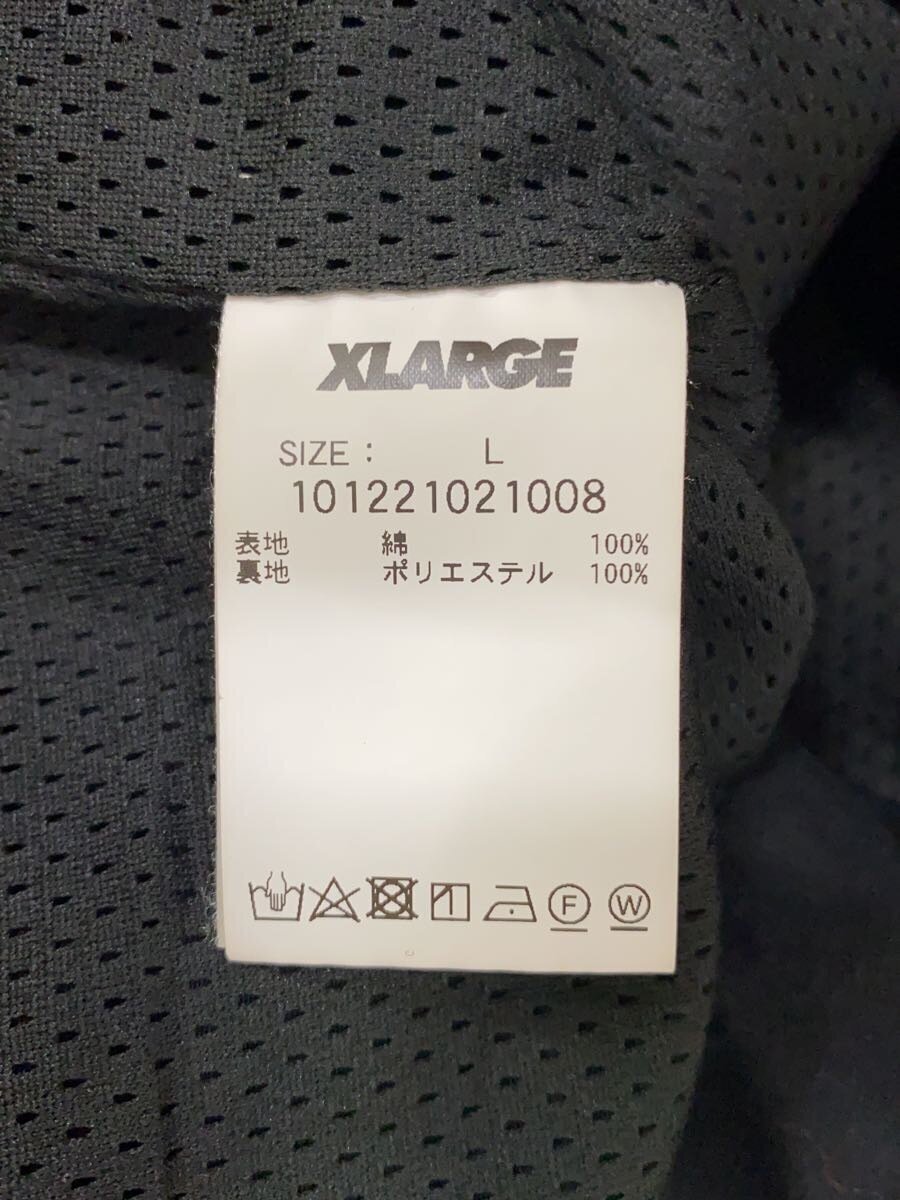 XLARGE
SIZE : L
101221021008
表地 綿 100%
裏地 ポリエステル 100%
F W